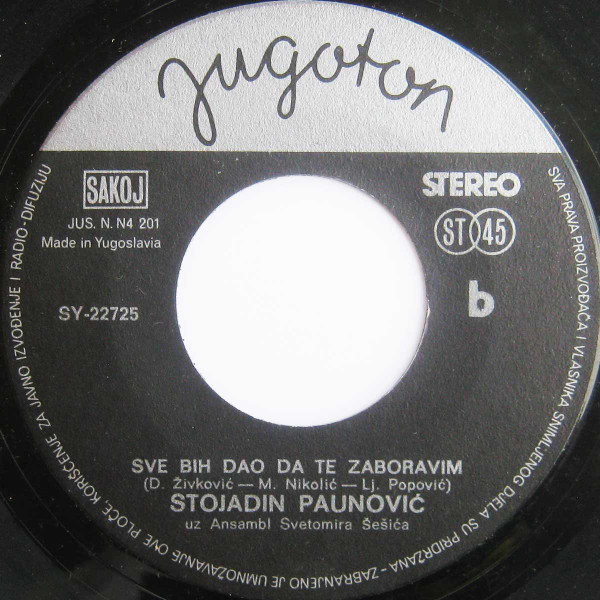 jugoton
SAKOJ
JUS. N. N4 201
Made in Yugoslavia
STEREO
ST 45
SY-22725
b
SVE BIH DAO DA TE ZABORAVIM
(D. Živković — M. Nikolić — Lj. Popović)
STOJADIN PAUNOVIĆ
uz Ansambl Svetomira Šešića
SVA PRAVA PROIZVOĐAČA I VLASNIKA SNIMLJENOG DJELA SU PRIDRŽANA - ZABRANJENO JE UMNOŽAVANJE OVE PLOČE, KORIŠĆENJE ZA JAVNO IZVOĐENJE I RADIO-DIFUZIJU